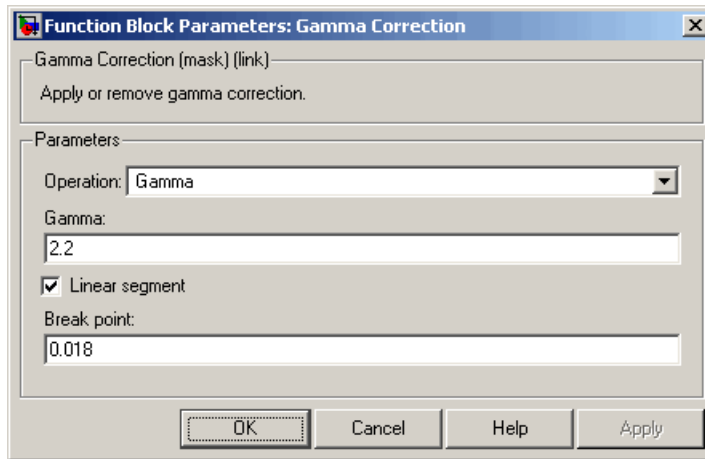 Function Block Parameters: Gamma Correction
Gamma Correction (mask) (link)
Apply or remove gamma correction.
Parameters
Operation: Gamma
Gamma:
2.2
Linear segment
Break point:
0.018
OK Cancel Help Apply